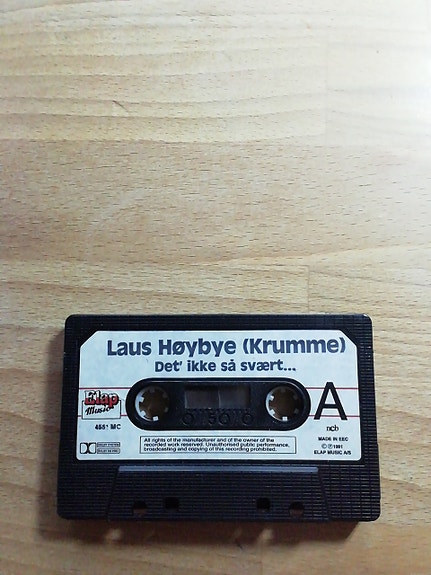 Laus Høybye (Krumme)
Det' ikke så svært...
Elap
Music
A
MC
ncb
All rights of the manufacturer and of the owner of the
recorded work reserved. Unauthorised public performance,
broadcasting and copying of this recording prohibited.
MADE IN EEC
© ℗ 1991
ELAP MUSIC A/S